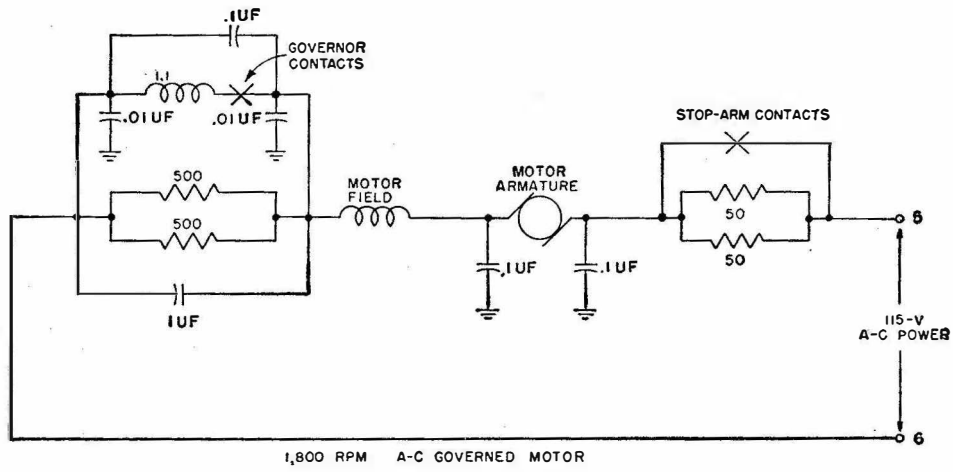 .1UF
GOVERNOR
CONTACTS
1.1
.01UF
.01UF
STOP-ARM CONTACTS
500
MOTOR
FIELD
MOTOR
ARMATURE
500
50
50
5
.1UF
.1UF
1UF
115-V
A-C POWER
6
1,800 RPM A-C GOVERNED MOTOR